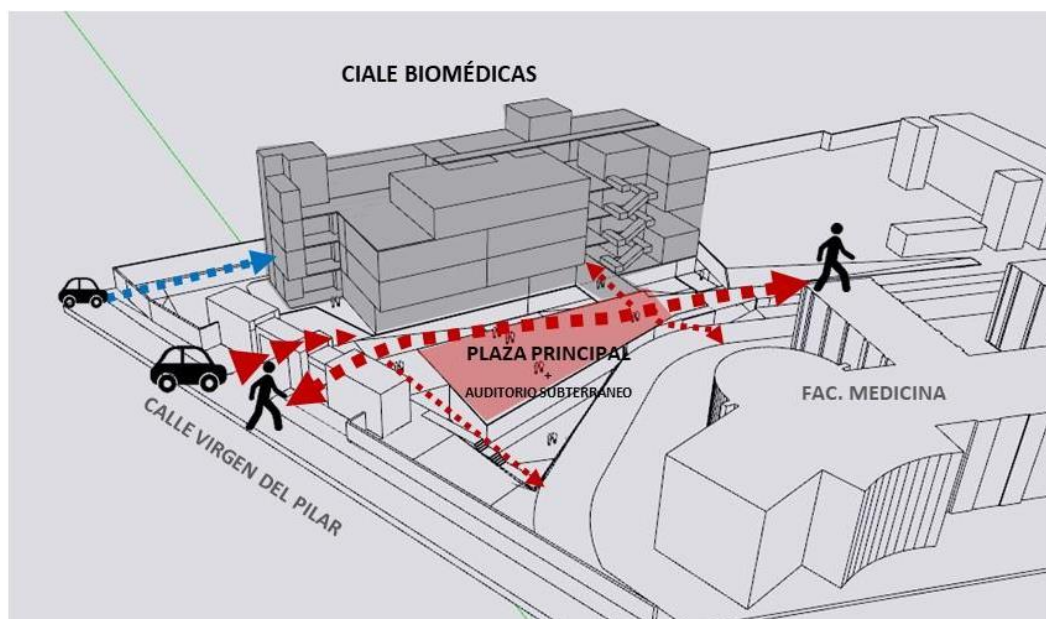 CIALE BIOMÉDICAS
PLAZA PRINCIPAL
+
AUDITORIO SUBTERRANEO
FAC. MEDICINA
CALLE VIRGEN DEL PILAR